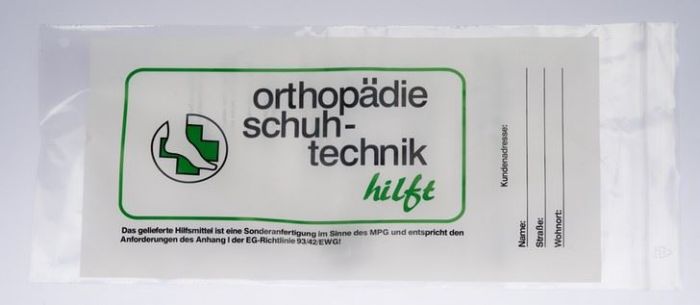 orthopädie
schuh-
technik
hilft
Das gelieferte Hilfsmittel ist eine Sonderanfertigung im Sinne des MPG und entspricht den
Anforderungen des Anhang I der EG-Richtlinie 93/42/EWG!
Kundenadresse:
Name:
Straße:
Wohnort: